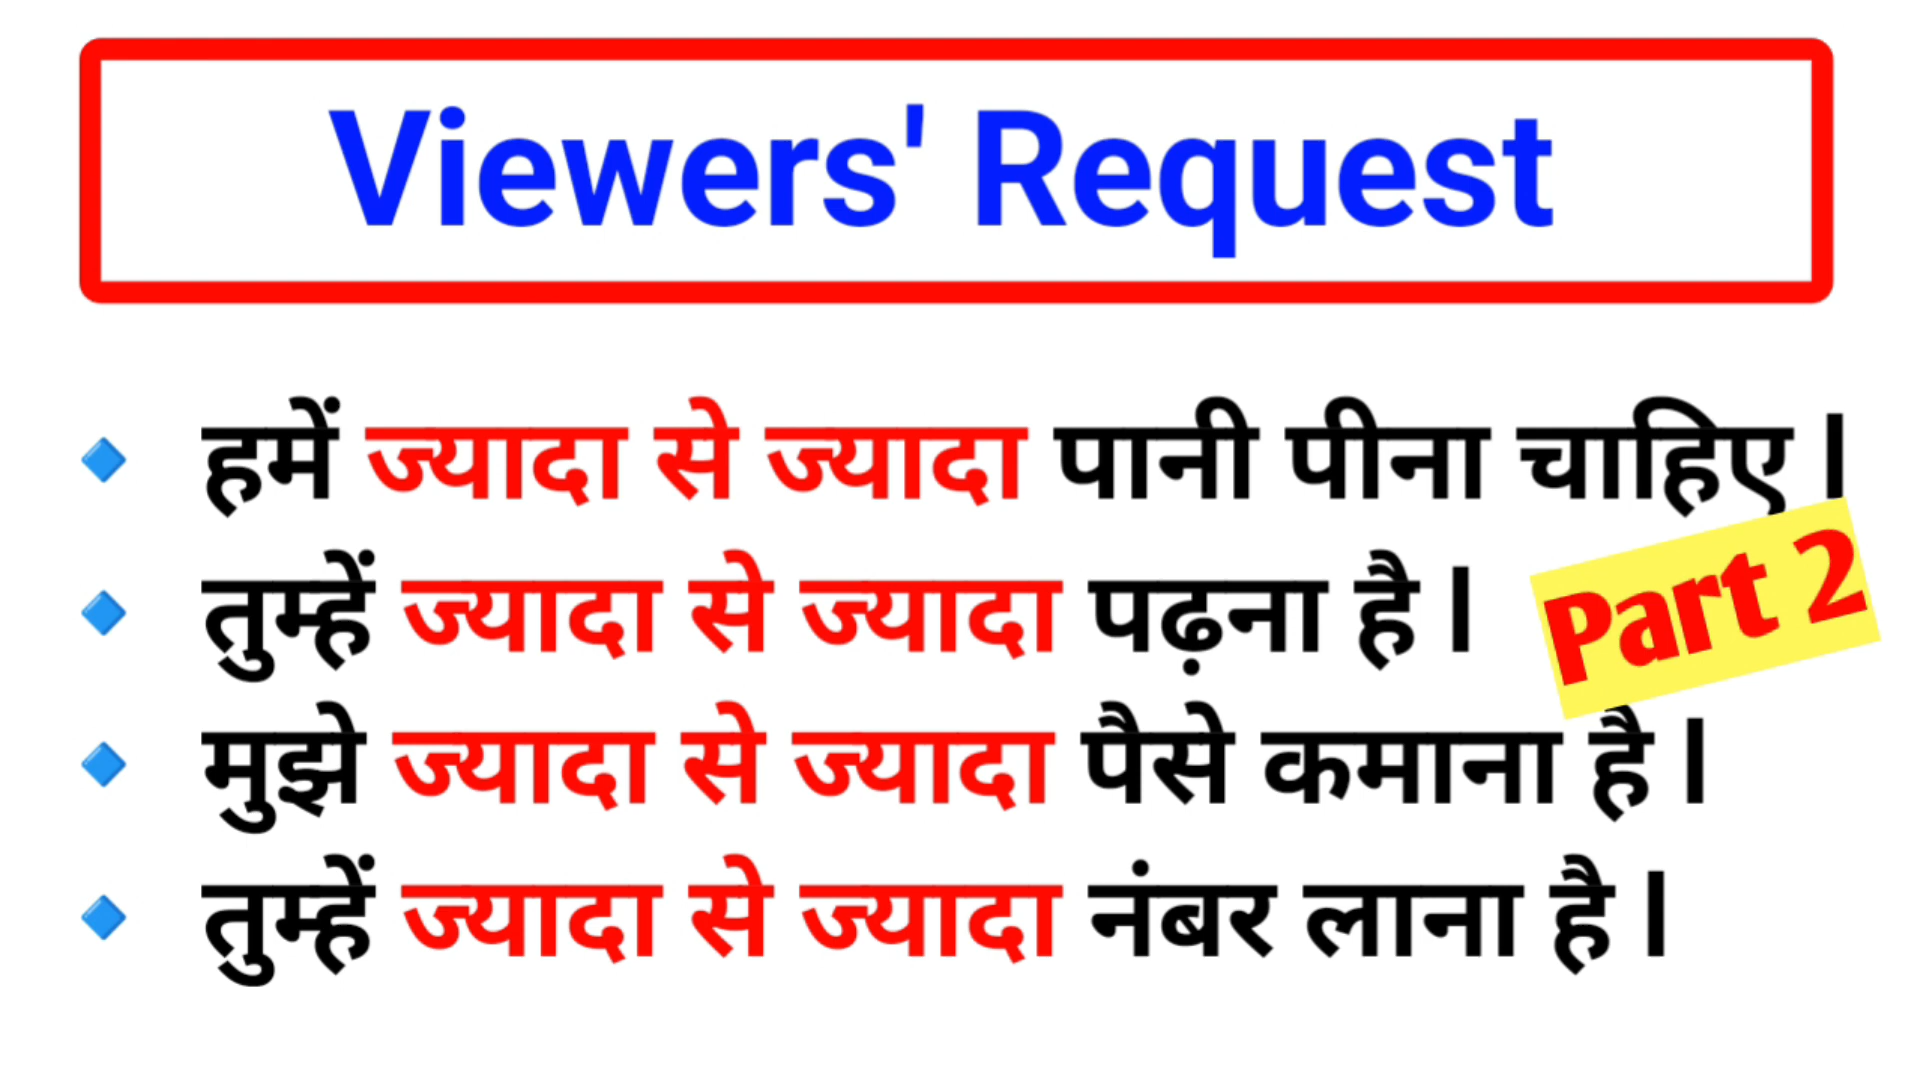 Viewers' Request
हमें ज्यादा से ज्यादा पानी पीना चाहिए l
तुम्हें ज्यादा से ज्यादा पढ़ना है l
Part 2
मुझे ज्यादा से ज्यादा पैसे कमाना है l
तुम्हें ज्यादा से ज्यादा नंबर लाना है l